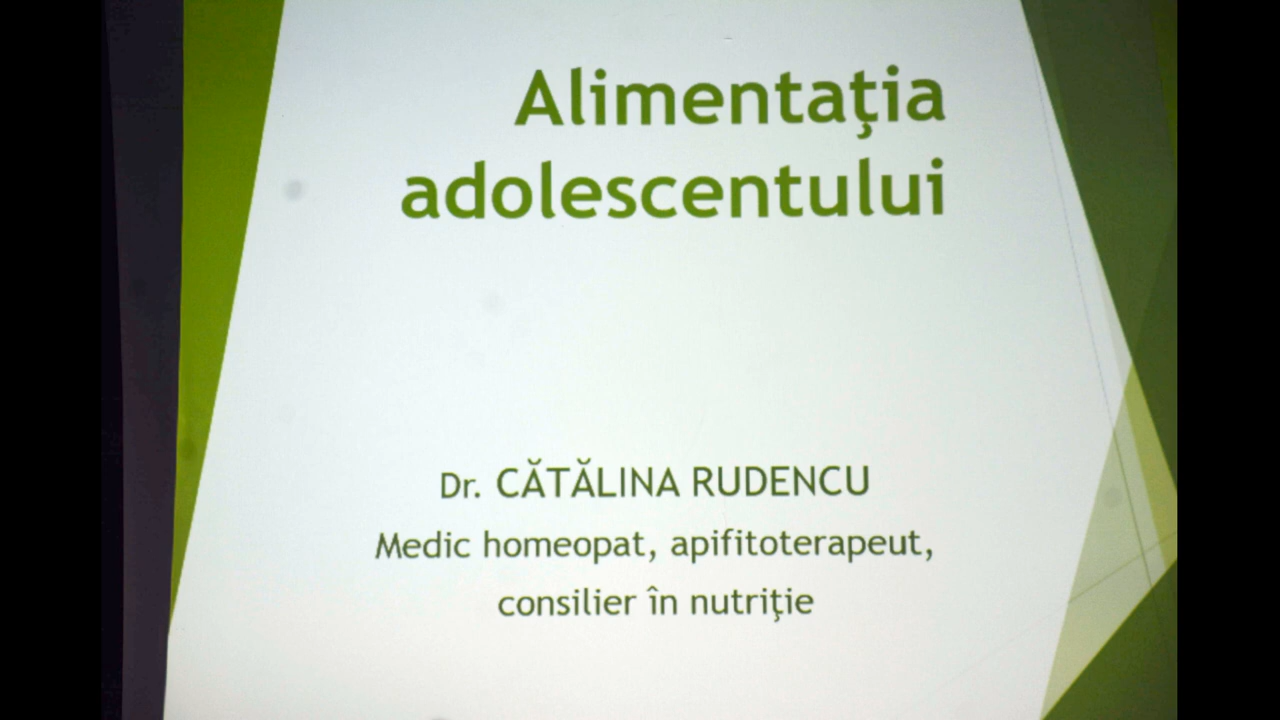 Alimentaţia
adolescentului
Dr. CĂTĂLINA RUDENCU
Medic homeopat, apifitoterapeut,
consilier în nutriţie